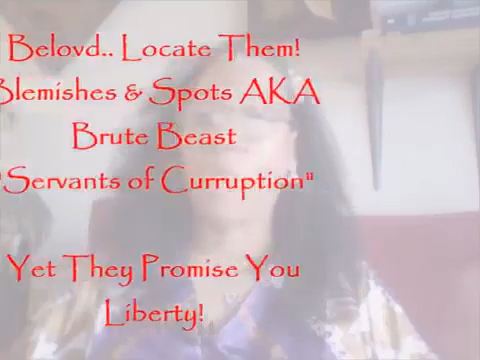 Belovd.. Locate Them!
Blemishes & Spots AKA
Brute Beast
"Servants of Curruption"
Yet They Promise You
Liberty!